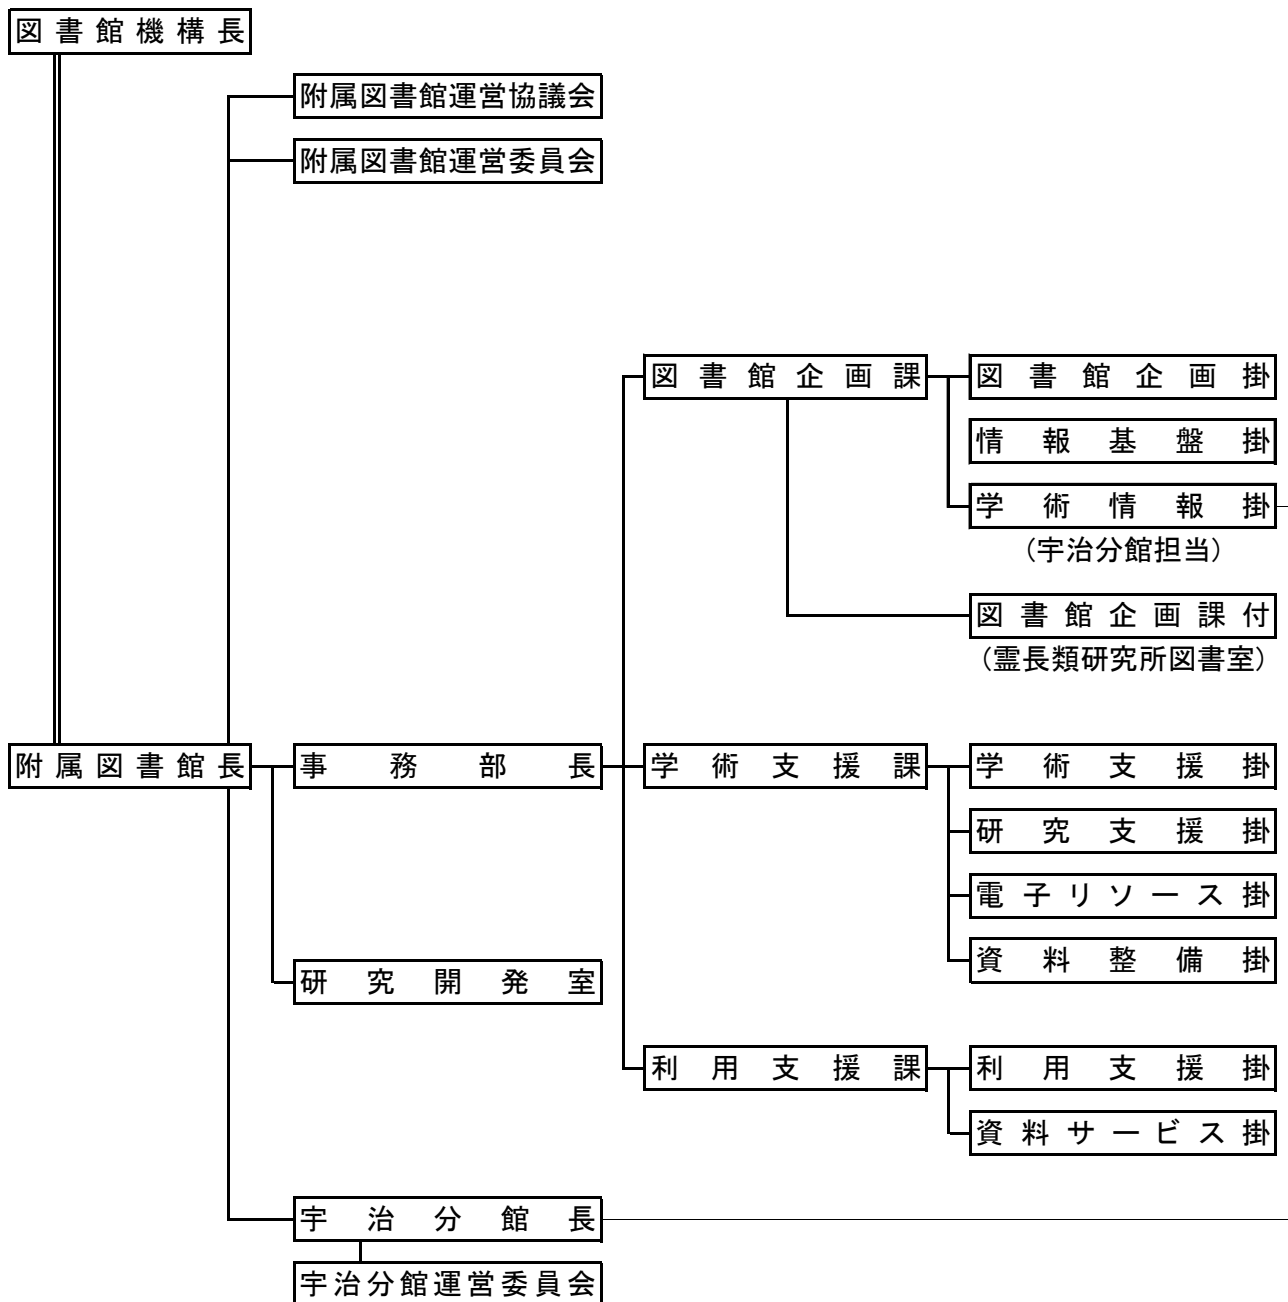 図書館機構長
附属図書館運営協議会
附属図書館運営委員会
図書館企画課
図書館企画掛
情報基盤掛
学術情報掛
（宇治分館担当）
図書館企画課付
（霊長類研究所図書室）
附属図書館長
事務部長
学術支援課
学術支援掛
研究支援掛
電子リソース掛
資料整備掛
研究開発室
利用支援課
利用支援掛
資料サービス掛
宇治分館長
宇治分館運営委員会